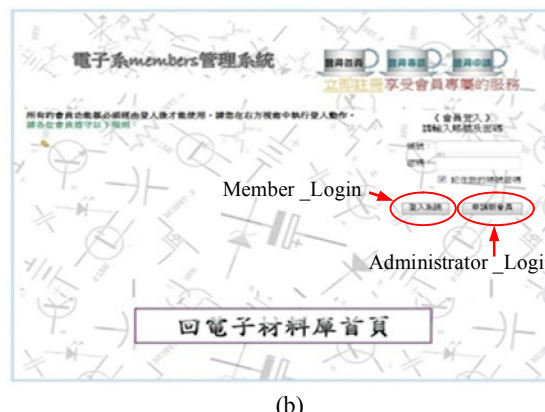 電子系members管理系統
會員首頁 會員專區 會員申請
立即註冊享受會員專屬的服務
所有的會員功能都必須經由登入後才能使用，請您在右方視窗中執行登入動作。
請各位會員遵守以下規則：
《會員登入》
請輸入帳號及密碼
帳號：
密碼：
記住我的帳號密碼
Member _Login
登入系統 申請新會員
Administrator _Logi
回電子材料庫首頁
(b)